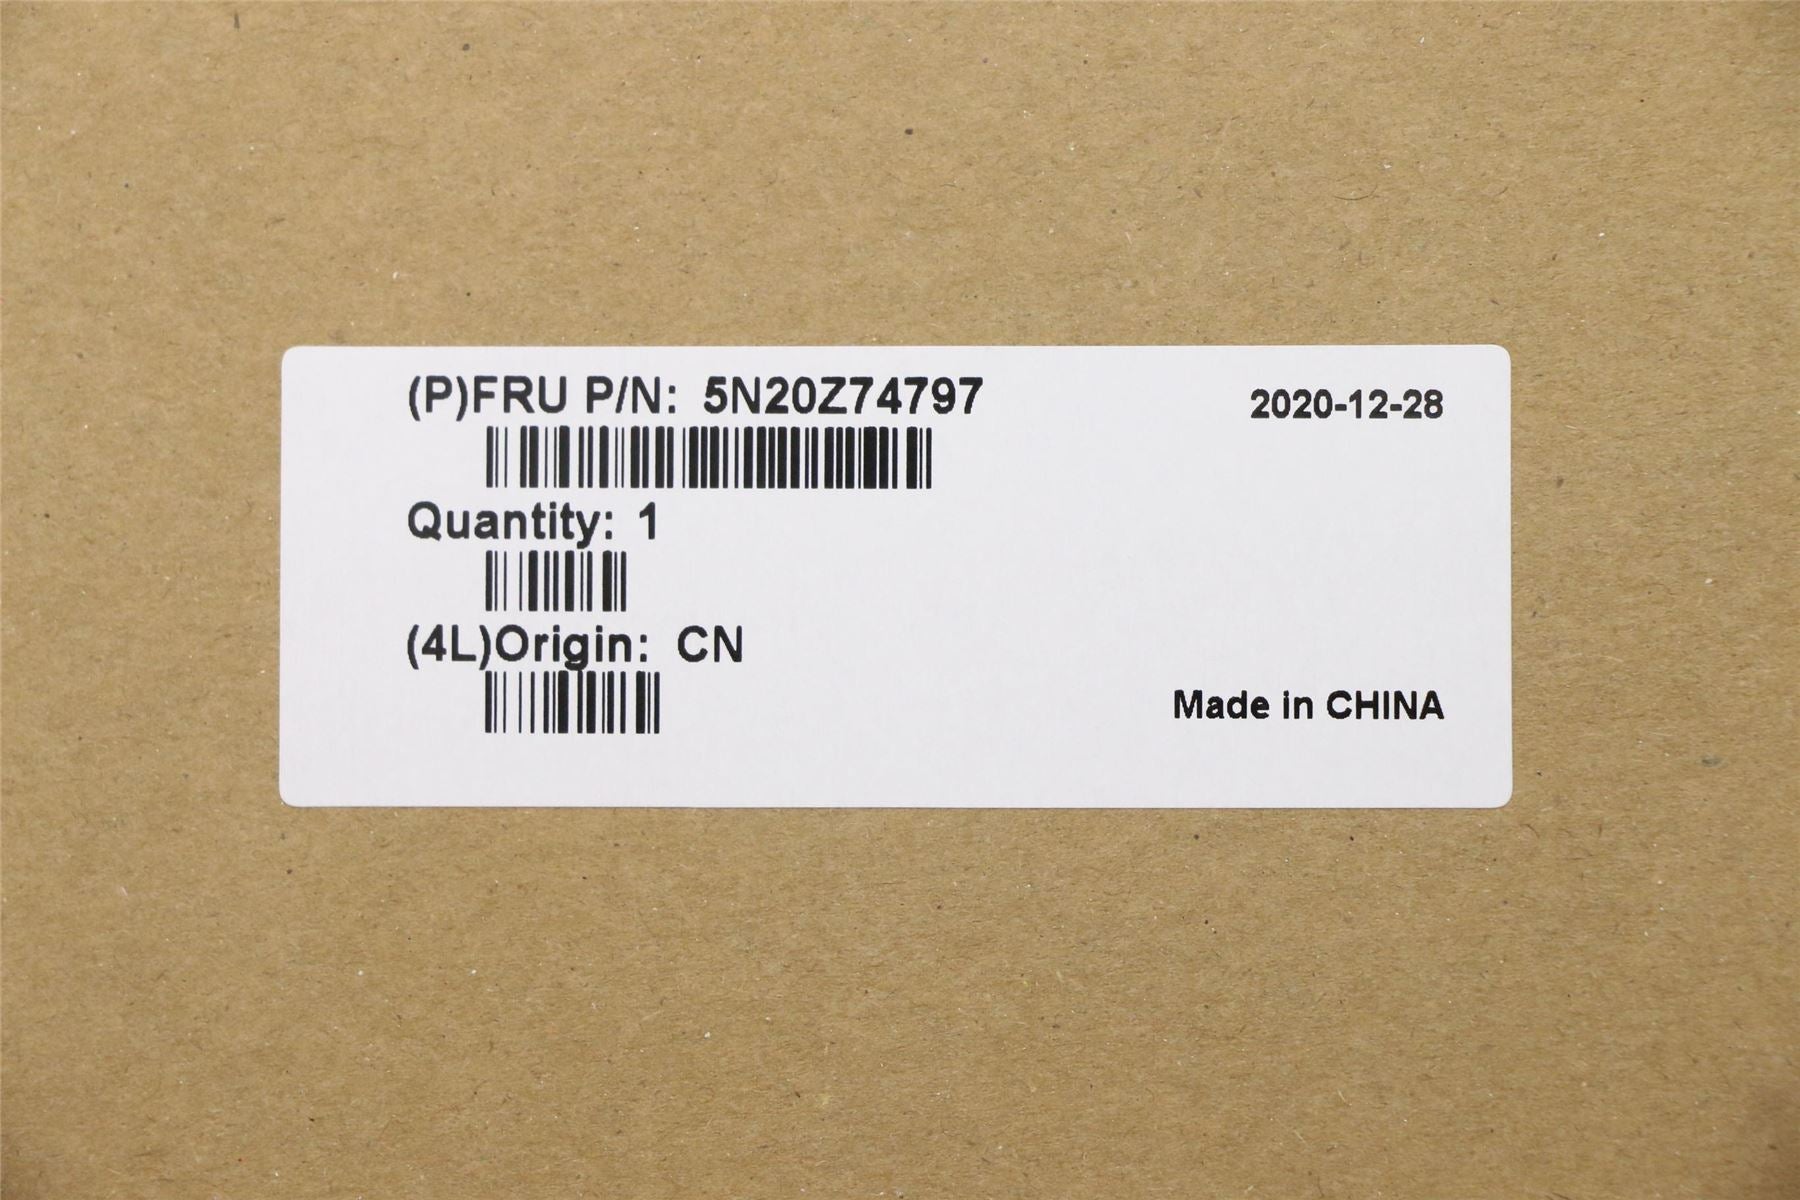 (P)FRU P/N: 5N20Z74797
2020-12-28
Quantity: 1
(4L)Origin: CN
Made in CHINA